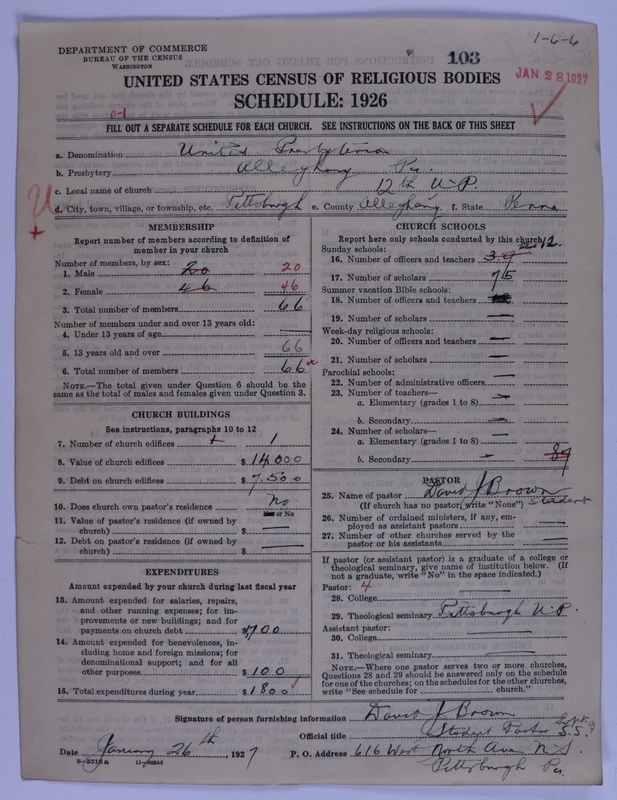 1-6-6
DEPARTMENT OF COMMERCE
BUREAU OF THE CENSUS
WASHINGTON
103
JAN 28 1927
UNITED STATES CENSUS OF RELIGIOUS BODIES
SCHEDULE: 1926
0-1
FILL OUT A SEPARATE SCHEDULE FOR EACH CHURCH. SEE INSTRUCTIONS ON THE BACK OF THIS SHEET
a. Denomination United Presbyterian
b. Presbytery Allegheny Pa.
c. Local name of church 12th U.P.
d. City, town, village, or township, etc. Pittsburgh e. County Allegheny f. State Penna.
MEMBERSHIP
Report number of members according to definition of member in your church
Number of members, by sex:
1. Male 20 20
2. Female 46 46
3. Total number of members 66
Number of members under and over 13 years old:
4. Under 13 years of age —
5. 13 years old and over 66
6. Total number of members 66
NOTE.—The total given under Question 6 should be the same as the total of males and females given under Question 3.
CHURCH BUILDINGS
See instructions, paragraphs 10 to 12
7. Number of church edifices 1 1
8. Value of church edifices $14000
9. Debt on church edifices $7,500
10. Does church own pastor's residence No
Yes or No
11. Value of pastor's residence (if owned by church) $ —
12. Debt on pastor's residence (if owned by church) $ —
EXPENDITURES
Amount expended by your church during last fiscal year
13. Amount expended for salaries, repairs, and other running expenses; for improvements or new buildings; and for payments on church debt $1700
14. Amount expended for benevolences, including home and foreign missions; for denominational support; and for all other purposes $100
15. Total expenditures during year $1800
CHURCH SCHOOLS
Report here only schools conducted by this church
Sunday schools:
16. Number of officers and teachers 12.
17. Number of scholars 75
Summer vacation Bible schools:
18. Number of officers and teachers
19. Number of scholars —
Week-day religious schools:
20. Number of officers and teachers —
21. Number of scholars —
Parochial schools:
22. Number of administrative officers —
23. Number of teachers—
a. Elementary (grades 1 to 8) —
b. Secondary —
24. Number of scholars—
a. Elementary (grades 1 to 8) —
b. Secondary — 87
PASTOR
25. Name of pastor David J Brown
(If church has no pastor, write "None") Student
26. Number of ordained ministers, if any, employed as assistant pastors —
27. Number of other churches served by the pastor or his assistants —
If pastor (or assistant pastor) is a graduate of a college or theological seminary, give name of institution below. (If not a graduate, write "No" in the space indicated.)
Pastor: 4
28. College —
29. Theological seminary Pittsburgh U.P.
Assistant pastor:
30. College —
31. Theological seminary —
NOTE.—Where one pastor serves two or more churches, Questions 28 and 29 should be answered only on the schedule for one of the churches; on the schedules for the other churches, write "See schedule for church."
Signature of person furnishing information David J Brown
Official title Student Pastor Supt. of S.S.
Date January 26th, 1927 P. O. Address 616 West North Ave N.S.
Pittsburgh Pa.
8-5513a